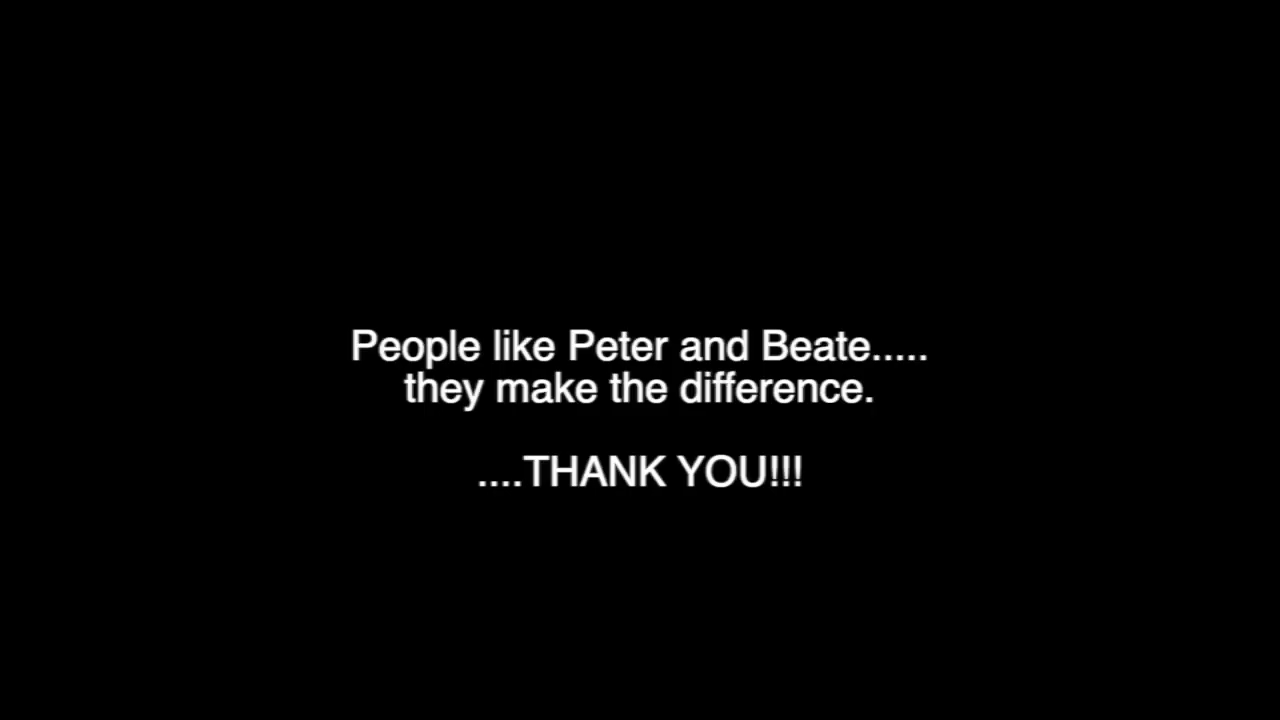 People like Peter and Beate.....
they make the difference.
....THANK YOU!!!